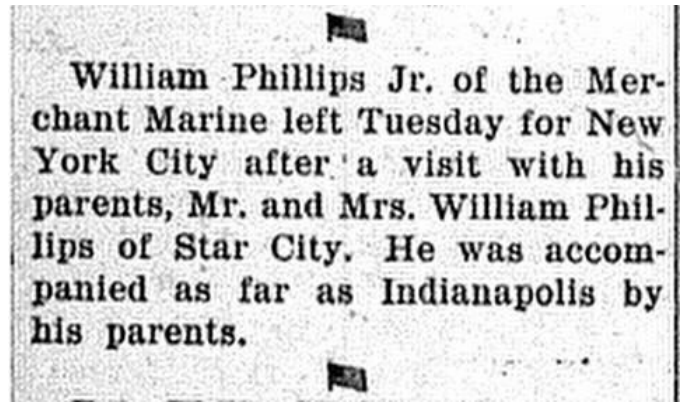 William Phillips Jr. of the Mer-
chant Marine left Tuesday for New
York City after a visit with his
parents, Mr. and Mrs. William Phil-
lips of Star City. He was accom-
panied as far as Indianapolis by
his parents.